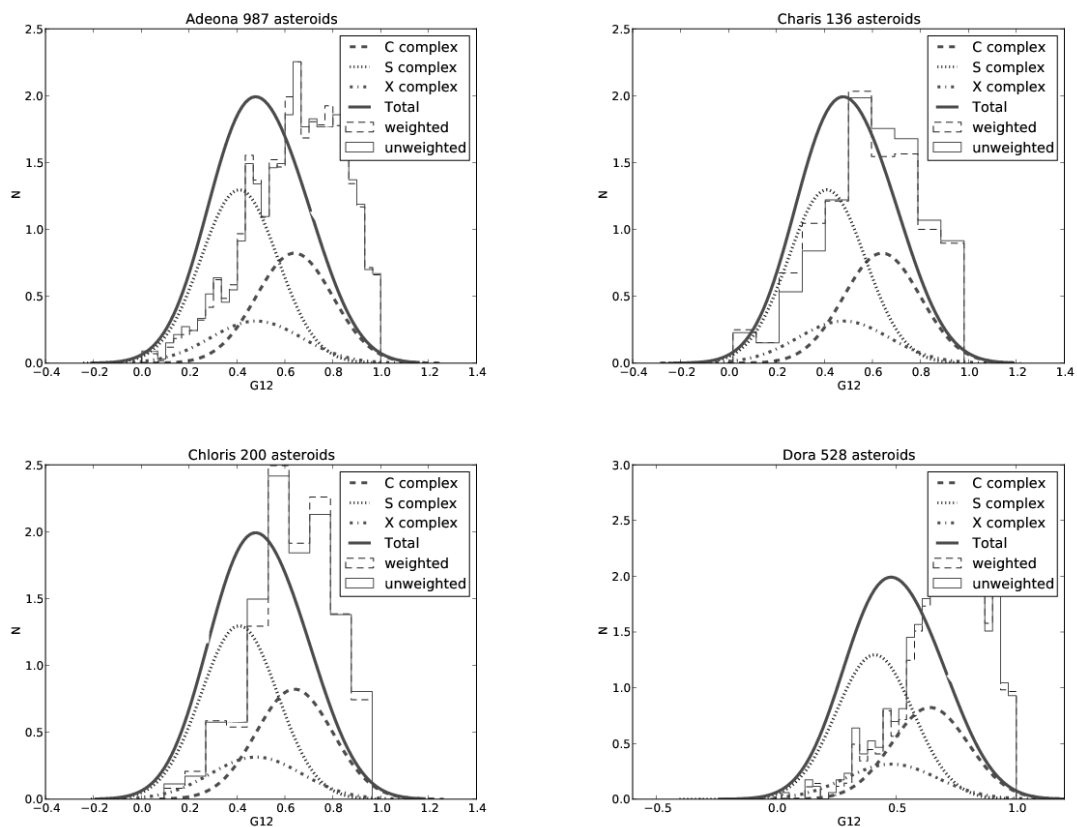 Adeona 987 asteroids
2.5
2.0
1.5
1.0
0.5
0.0
N
−0.4 −0.2 0.0 0.2 0.4 0.6 0.8 1.0 1.2 1.4
G12
C complex
S complex
X complex
Total
weighted
unweighted
Charis 136 asteroids
2.5
2.0
1.5
1.0
0.5
0.0
N
−0.4 −0.2 0.0 0.2 0.4 0.6 0.8 1.0 1.2 1.4
G12
C complex
S complex
X complex
Total
weighted
unweighted
Chloris 200 asteroids
2.5
2.0
1.5
1.0
0.5
0.0
N
−0.4 −0.2 0.0 0.2 0.4 0.6 0.8 1.0 1.2 1.4
G12
C complex
S complex
X complex
Total
weighted
unweighted
Dora 528 asteroids
3.0
2.5
2.0
1.5
1.0
0.5
0.0
N
−0.5 0.0 0.5 1.0
G12
C complex
S complex
X complex
Total
weighted
unweighted